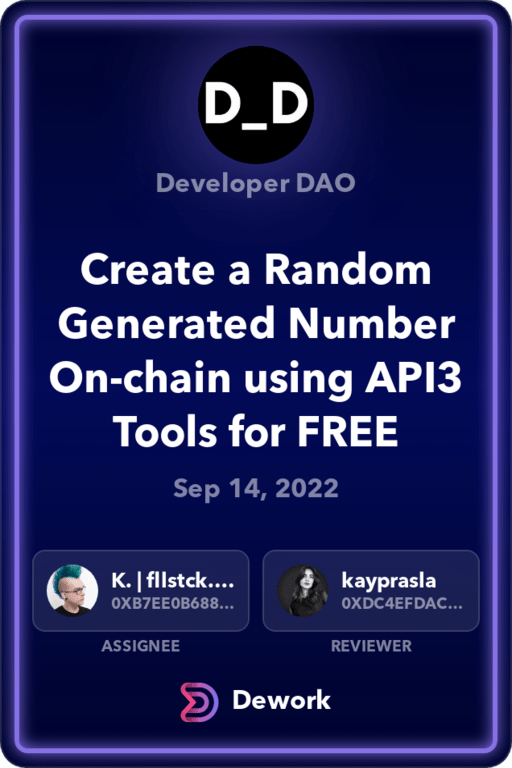 D_D
Developer DAO
Create a Random
Generated Number
On-chain using API3
Tools for FREE
Sep 14, 2022
K. | fllstck....
0XB7EE0B688...
ASSIGNEE
kayprasla
0XDC4EFDAC...
REVIEWER
Dework